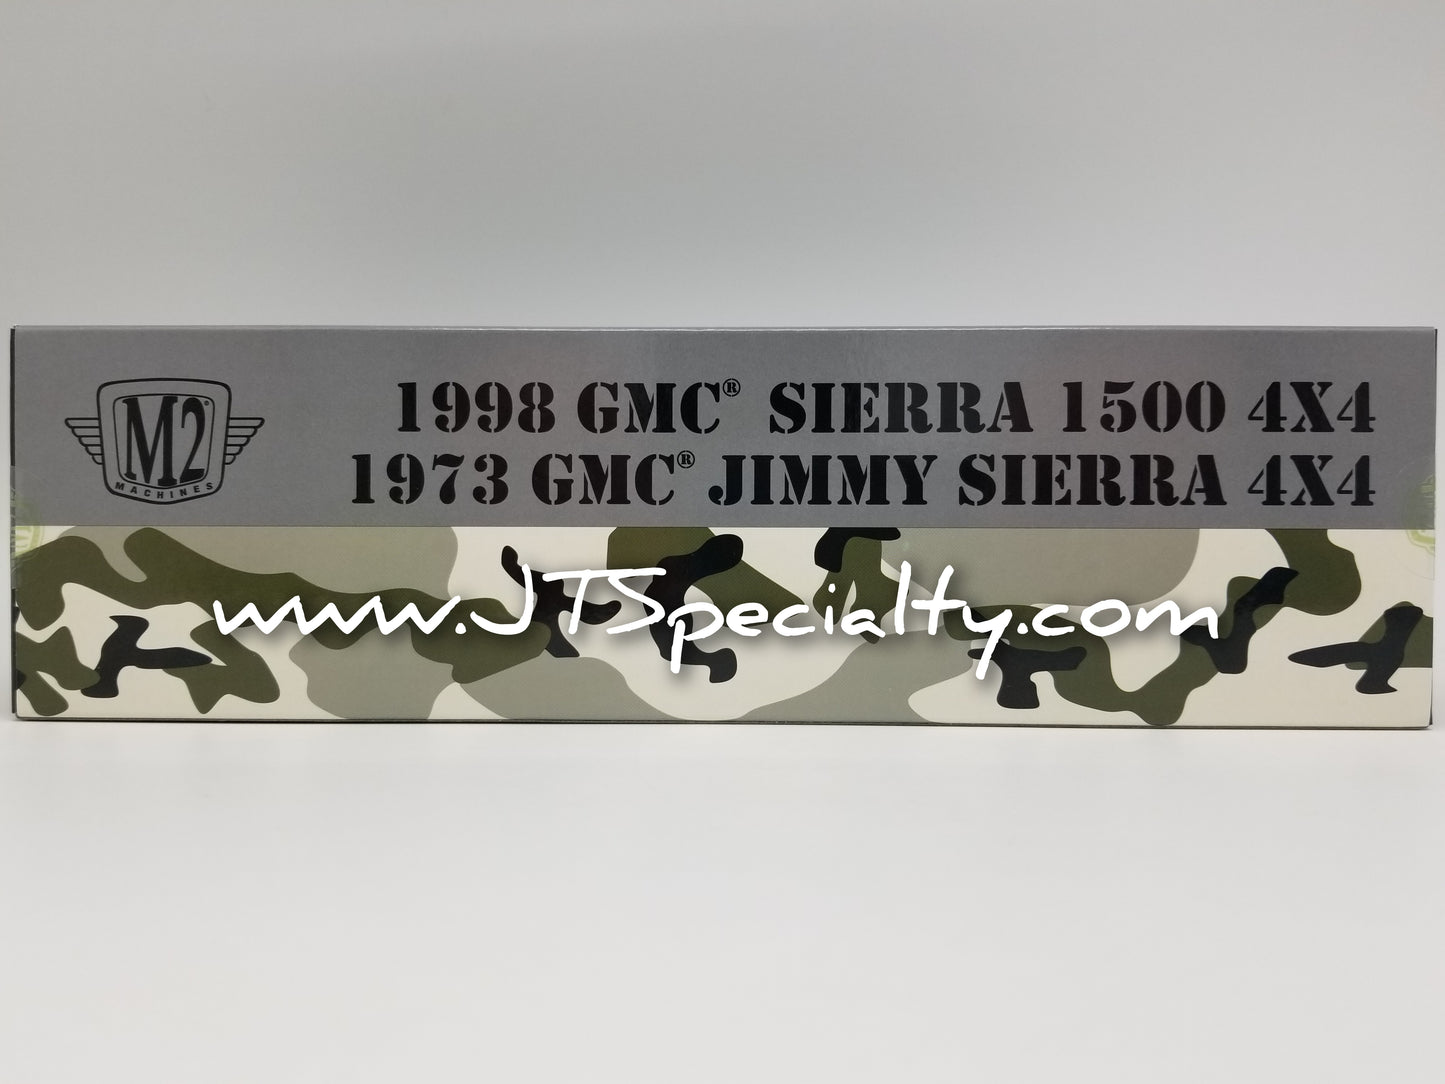 M2
MACHINES
1998 GMC® SIERRA 1500 4X4
1973 GMC® JIMMY SIERRA 4X4
www.JTSpecialty.com